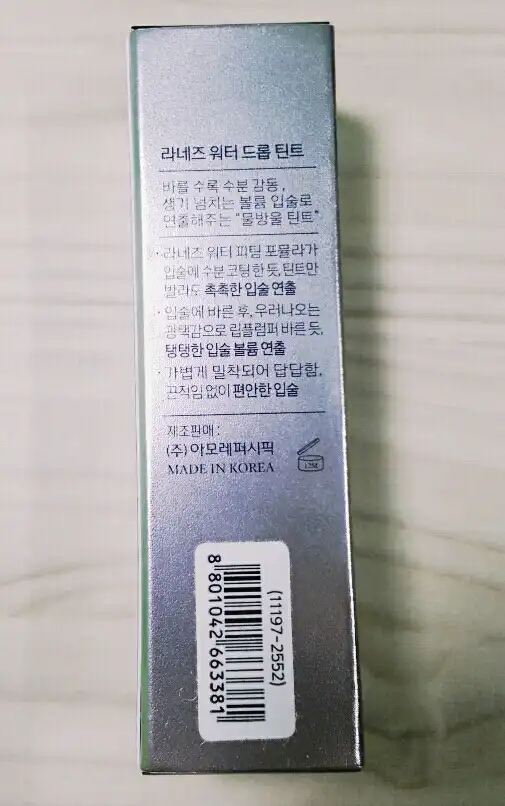 라네즈 워터 드롭 틴트
바를 수록 수분 감동,
생기 넘치는 볼륨 입술로
연출해주는 "물방울 틴트"
· 라네즈 워터 피팅 포뮬라가
입술에 수분 코팅한 듯, 틴트만
발라도 촉촉한 입술 연출
· 입술에 바른 후, 우러나오는
광택감으로 립플럼퍼 바른 듯,
탱탱한 입술 볼륨 연출
· 가볍게 밀착되어 답답함,
끈적임 없이 편안한 입술
제조판매 :
(주) 아모레퍼시픽
MADE IN KOREA
12M
(11197-2552)
8 801042 663381